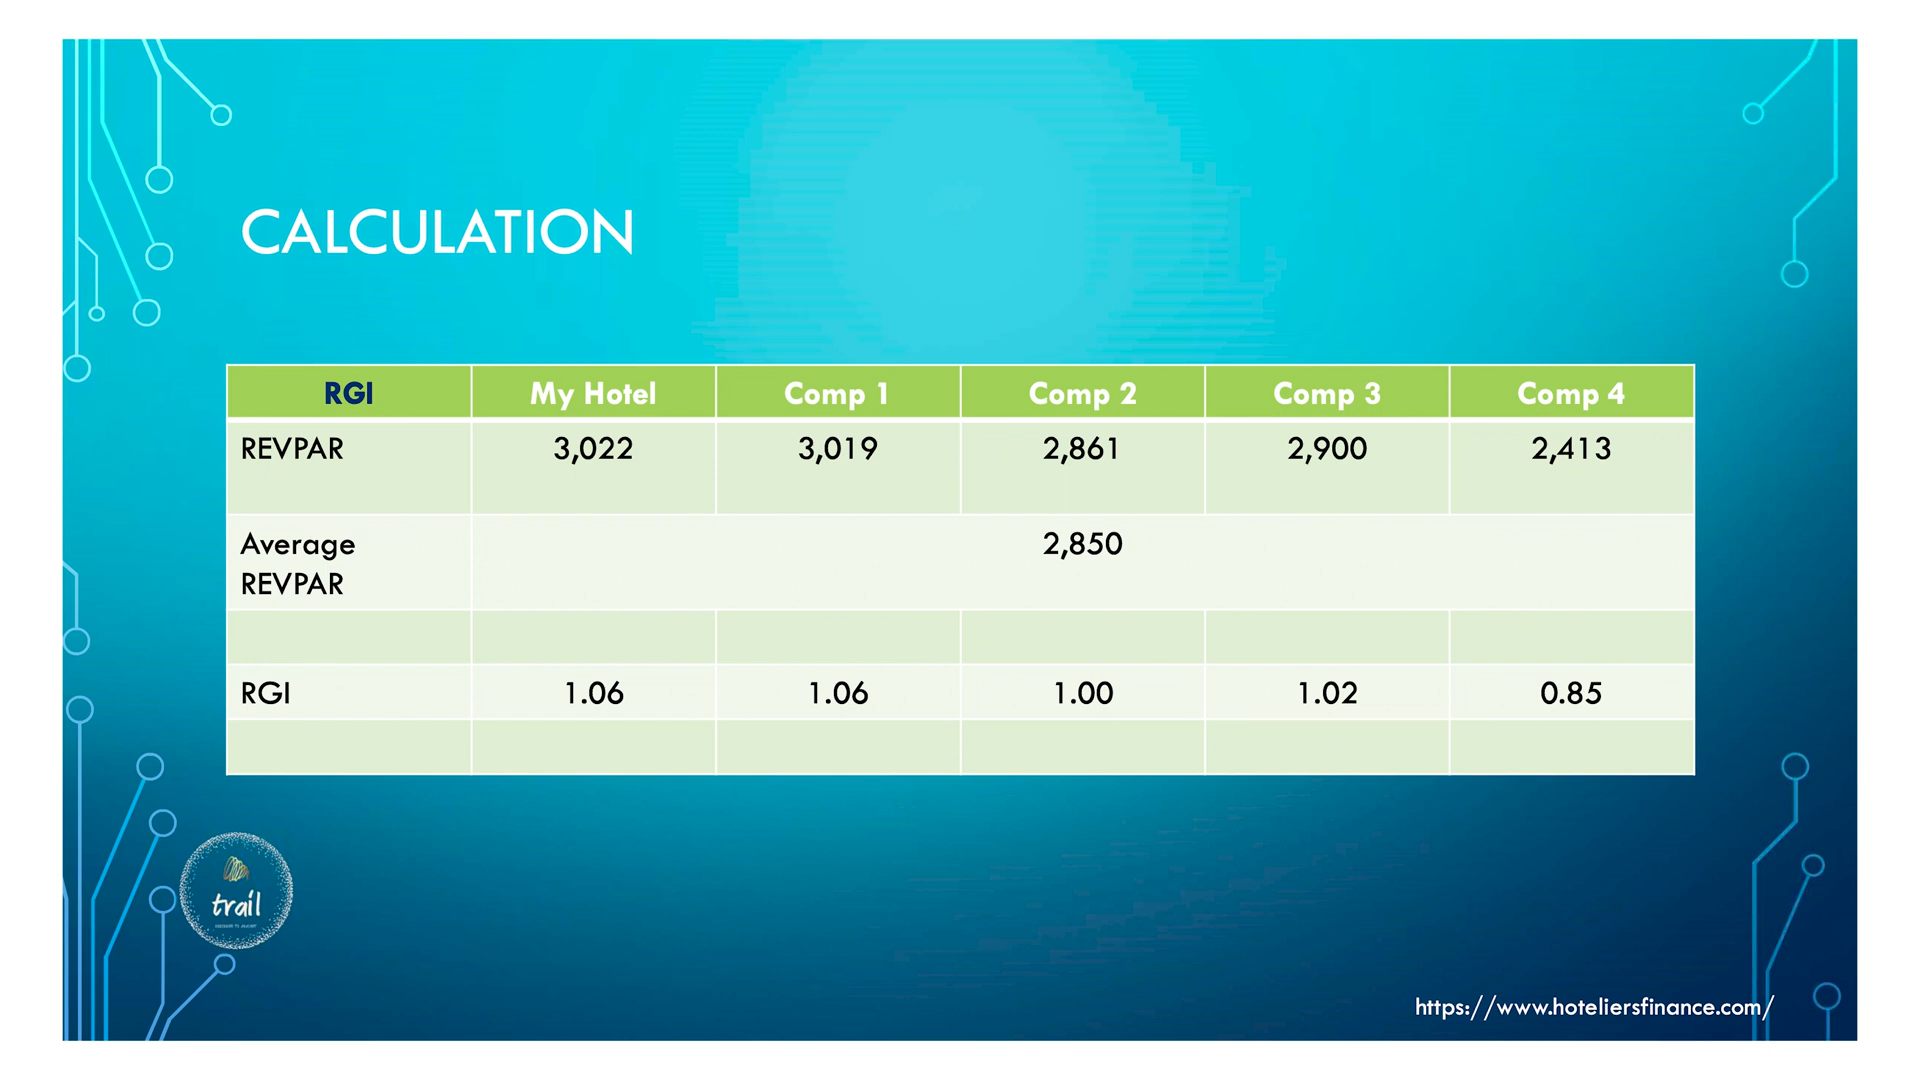 CALCULATION
RGI My Hotel Comp 1 Comp 2 Comp 3 Comp 4
REVPAR 3,022 3,019 2,861 2,900 2,413
Average 2,850
REVPAR
RGI 1.06 1.06 1.00 1.02 0.85
trail
https://www.hoteliersfinance.com/